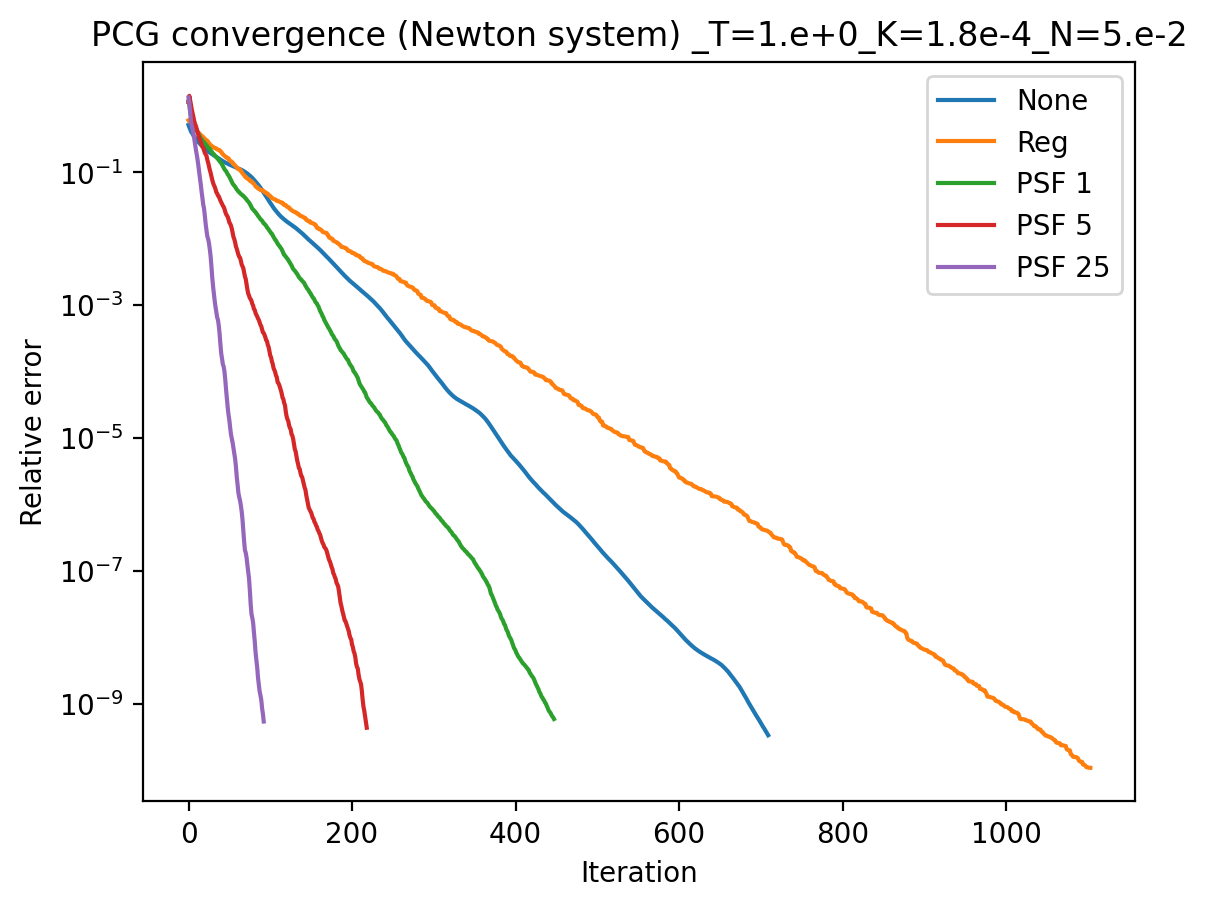 PCG convergence (Newton system) _T=1.e+0_K=1.8e-4_N=5.e-2
None
Reg
PSF 1
PSF 5
PSF 25
Relative error
10⁻¹
10⁻³
10⁻⁵
10⁻⁷
10⁻⁹
0 200 400 600 800 1000
Iteration